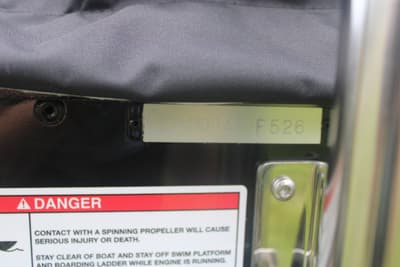 F526
DANGER
CONTACT WITH A SPINNING PROPELLER WILL CAUSE
SERIOUS INJURY OR DEATH.
STAY CLEAR OF BOAT AND STAY OFF SWIM PLATFORM
AND BOARDING LADDER WHILE ENGINE IS RUNNING.